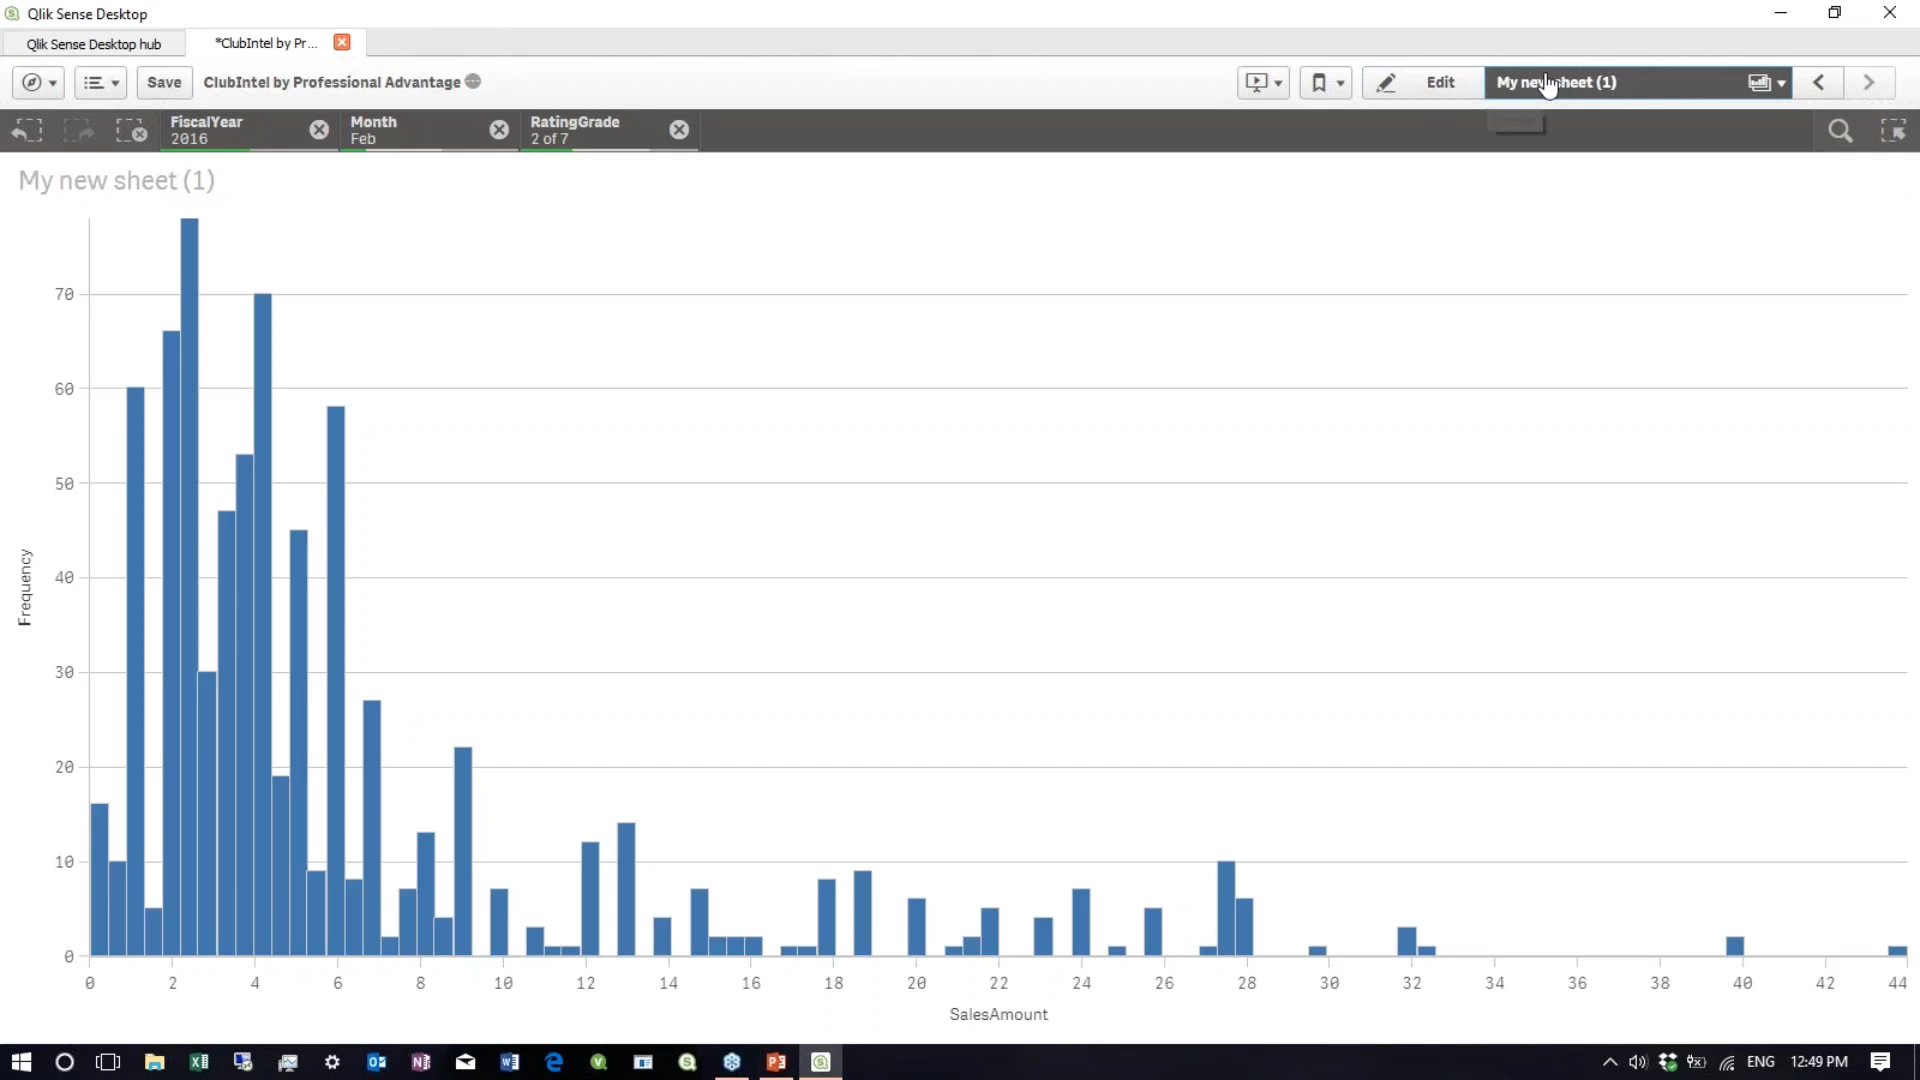 Qlik Sense Desktop
Qlik Sense Desktop hub
*ClubIntel by Pr...
Save
ClubIntel by Professional Advantage
Edit
My new sheet (1)
FiscalYear
2016
Month
Feb
RatingGrade
2 of 7
My new sheet (1)
70
60
50
40
30
20
10
0
Frequency
0 2 4 6 8 10 12 14 16 18 20 22 24 26 28 30 32 34 36 38 40 42 44
SalesAmount
ENG
12:49 PM